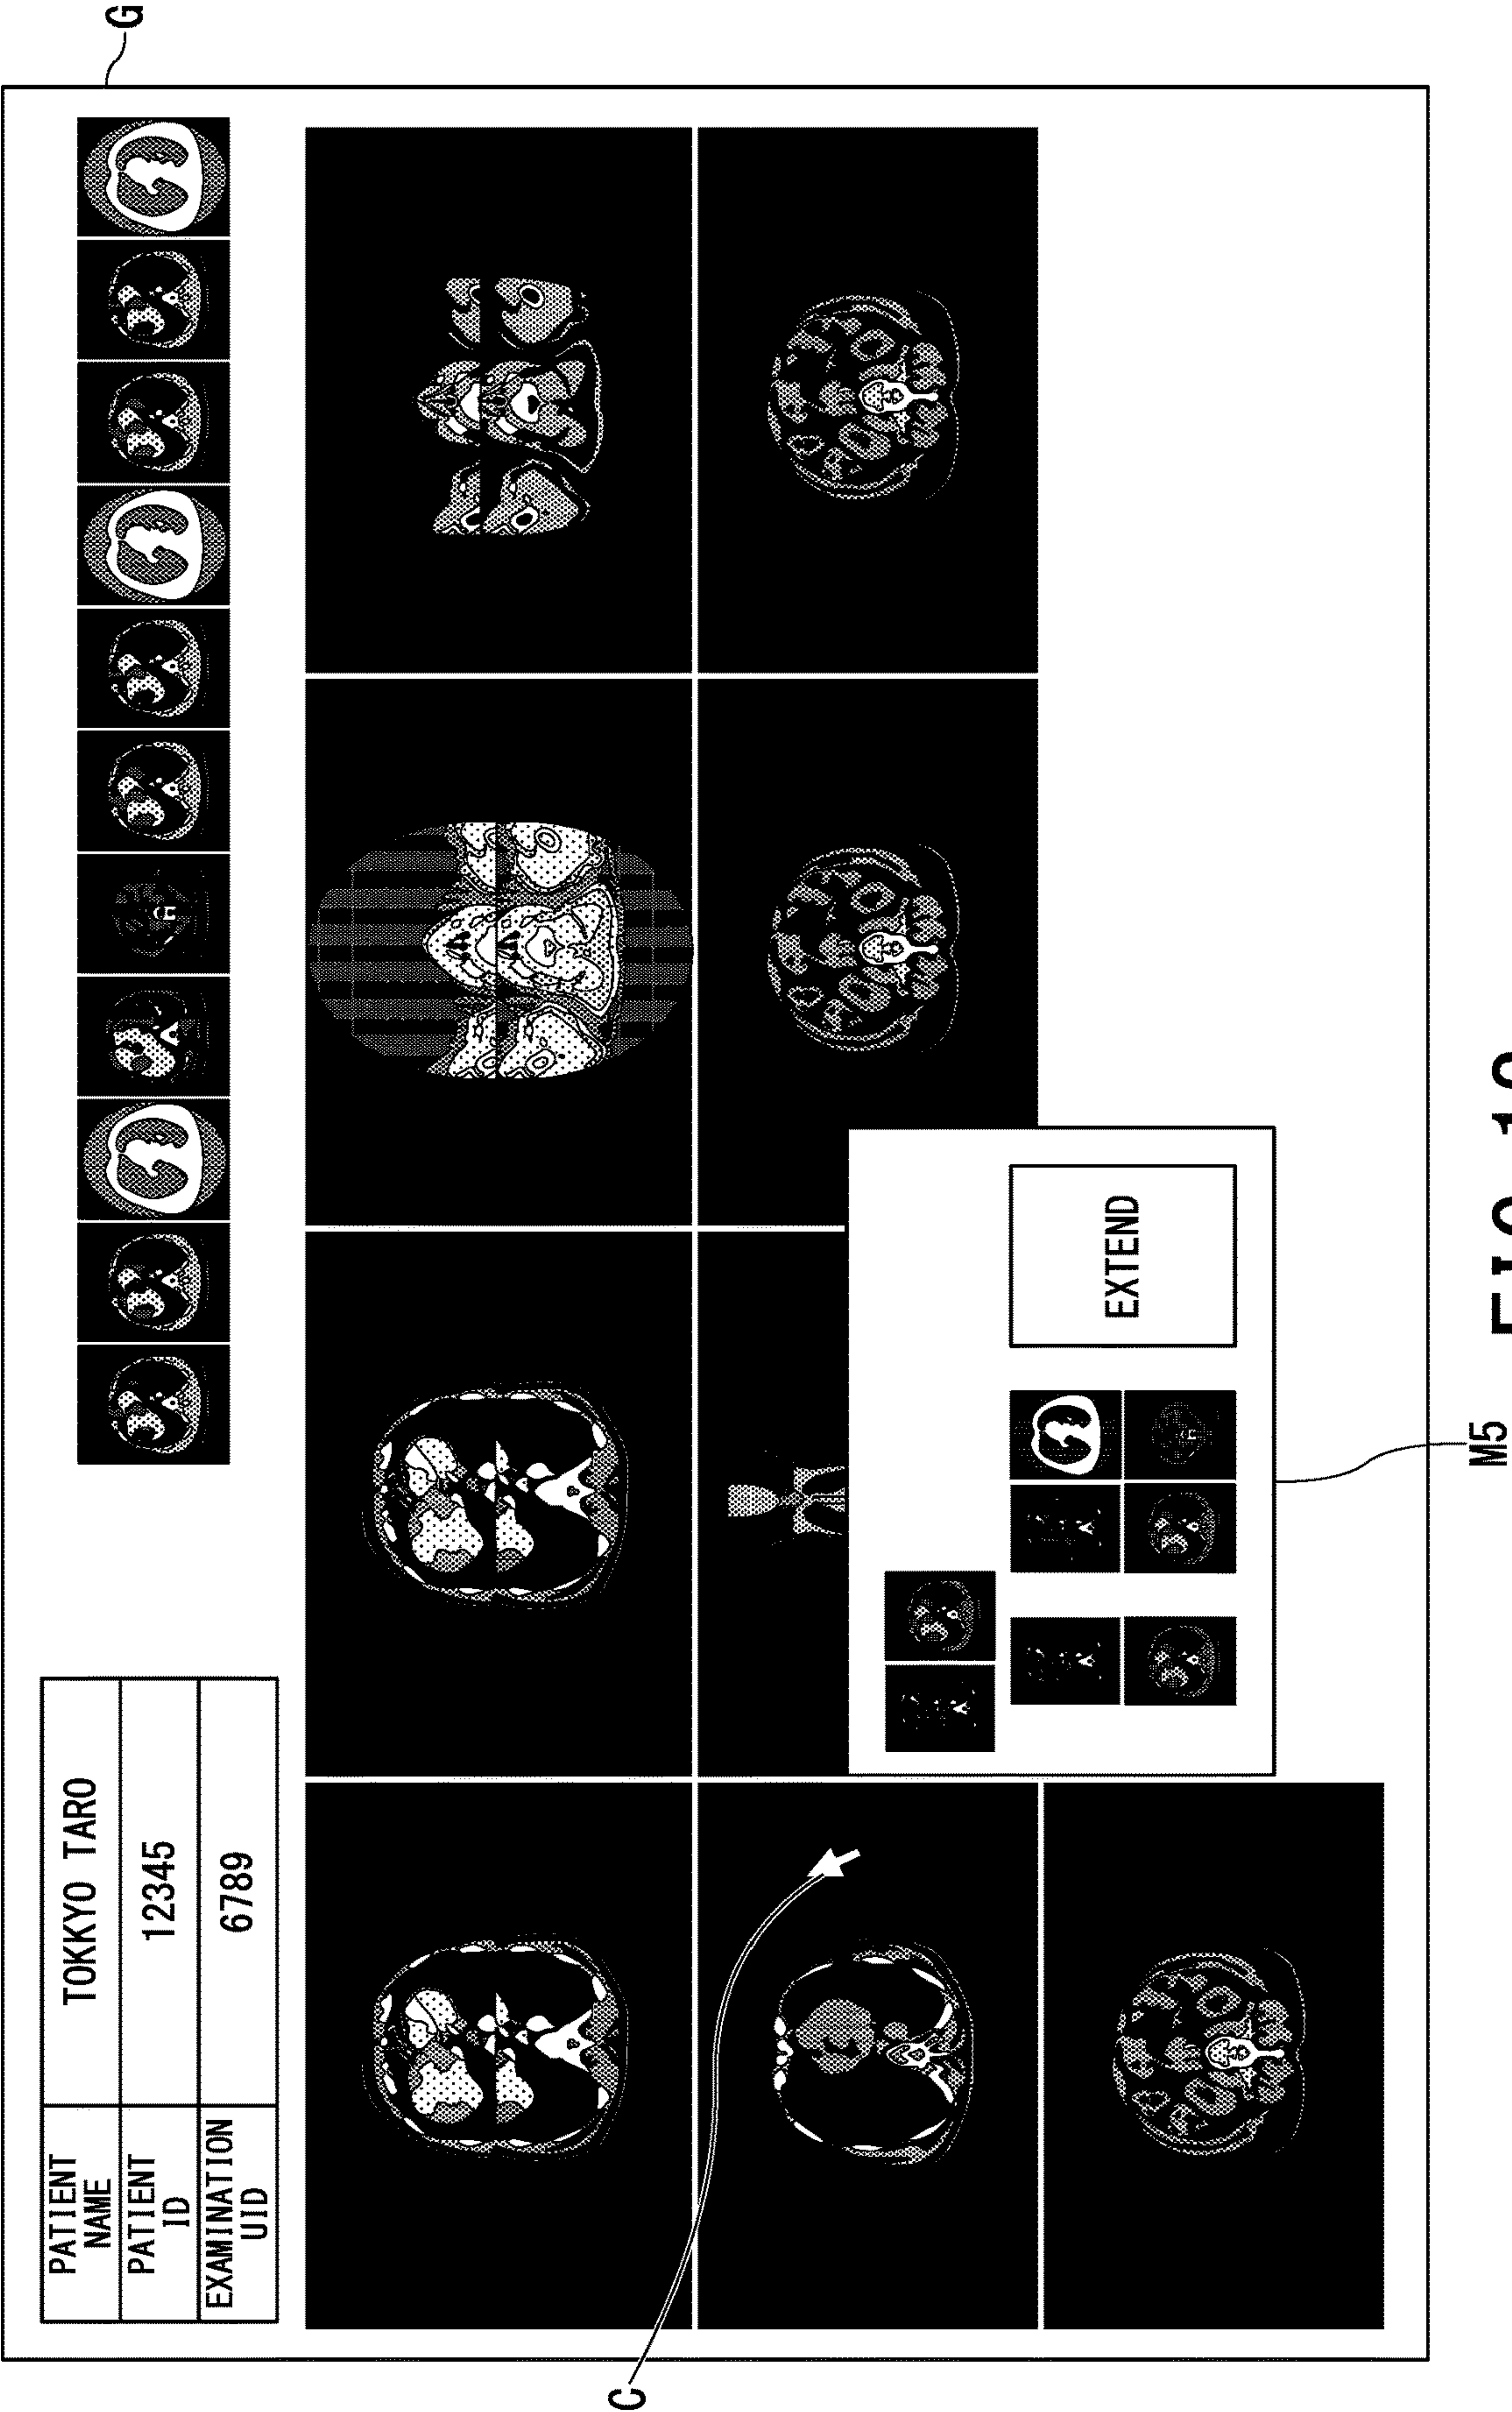 G
PATIENT
NAME
TOKKYO TARO
PATIENT
ID
12345
EXAMINATION
UID
6789
C
EXTEND
M5